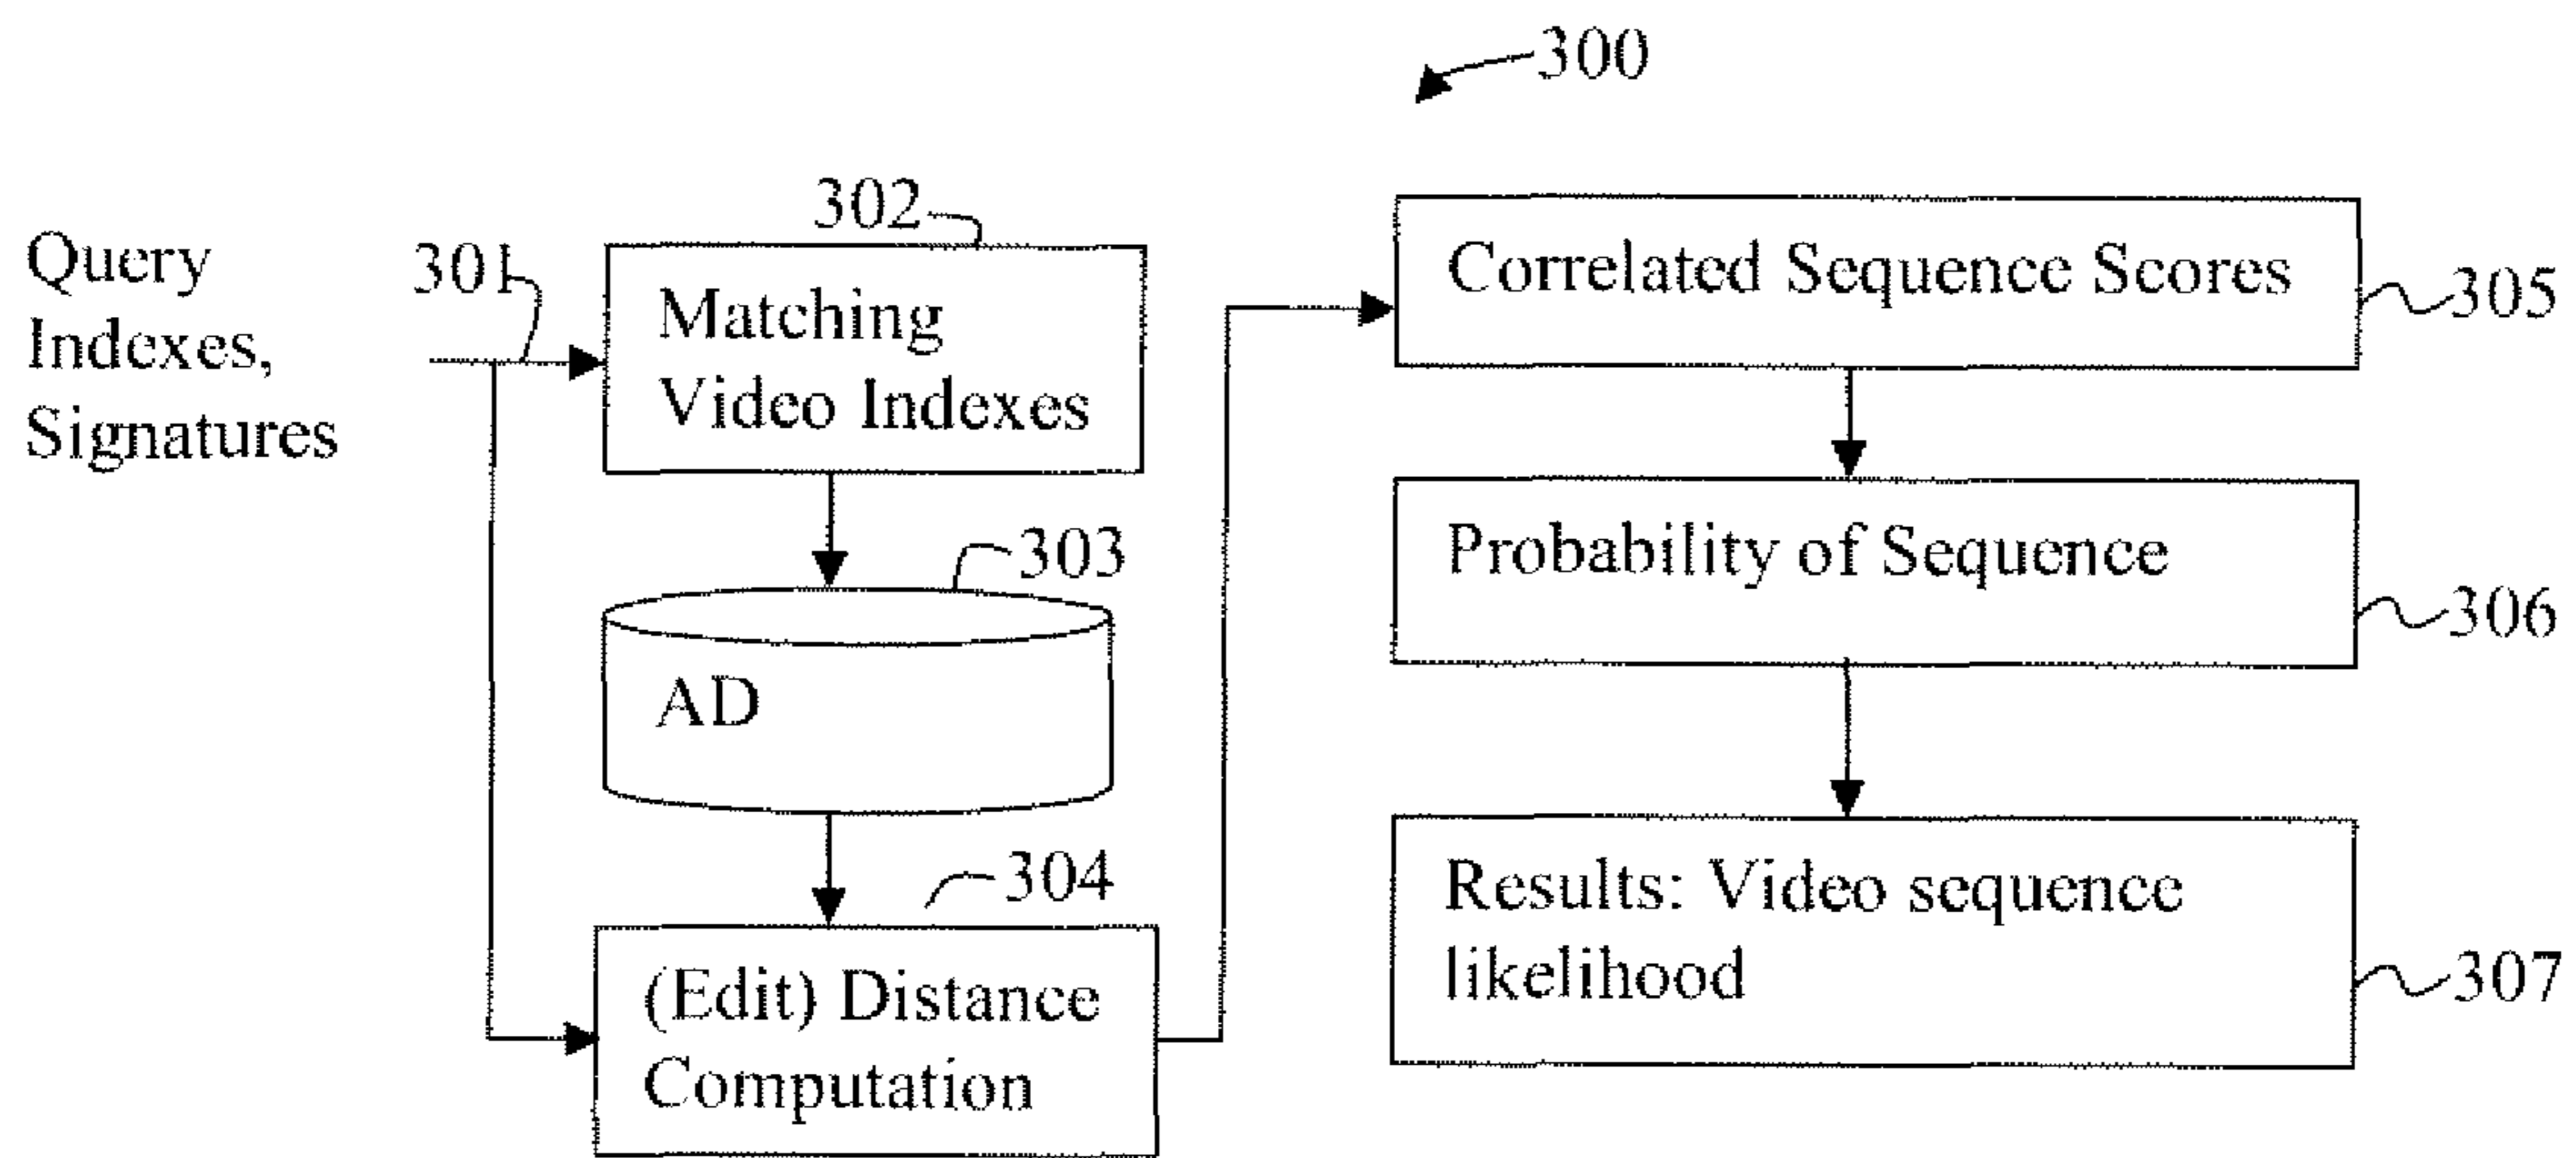 300
Query
Indexes,
Signatures
301
302
Matching
Video Indexes
303
AD
304
(Edit) Distance
Computation
Correlated Sequence Scores
305
Probability of Sequence
306
Results: Video sequence
likelihood
307